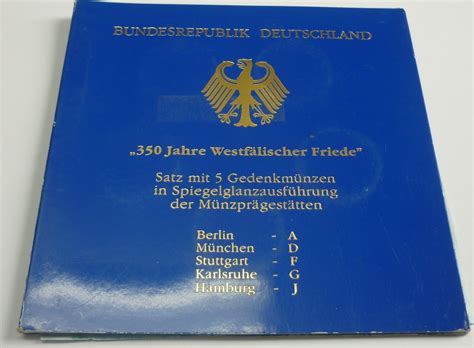 BUNDESREPUBLIK DEUTSCHLAND
„350 Jahre Westfälischer Friede"
Satz mit 5 Gedenkmünzen
in Spiegelglanzausführung
der Münzprägestätten
Berlin - A
München - D
Stuttgart - F
Karlsruhe - G
Hamburg - J